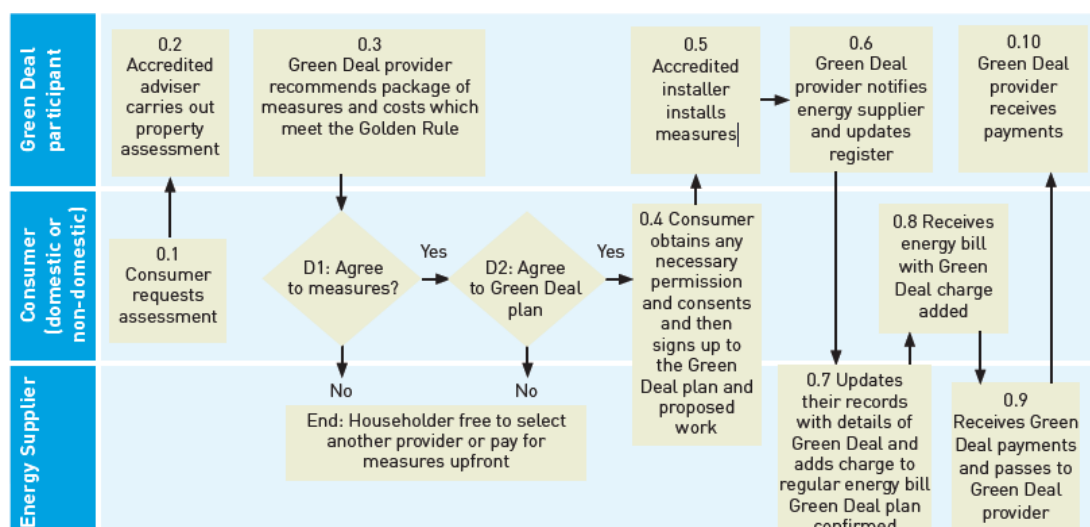 Green Deal
participant
0.2
Accredited
adviser
carries out
property
assessment
0.3
Green Deal provider
recommends package of
measures and costs which
meet the Golden Rule
0.5
Accredited
installer
installs
measures
0.6
Green Deal
provider notifies
energy supplier
and updates
register
0.10
Green Deal
provider
receives
payments
Consumer
(domestic or
non-domestic)
0.1
Consumer
requests
assessment
D1: Agree
to measures?
Yes
D2: Agree
to Green Deal
plan
Yes
0.4 Consumer
obtains any
necessary
permission
and consents
and then
signs up to
the Green
Deal plan and
proposed
work
0.8 Receives
energy bill
with Green
Deal charge
added
Energy Supplier
No
No
End: Householder free to select
another provider or pay for
measures upfront
0.7 Updates
their records
with details of
Green Deal and
adds charge to
regular energy bill
Green Deal plan
confirmed
0.9
Receives Green
Deal payments
and passes to
Green Deal
provider